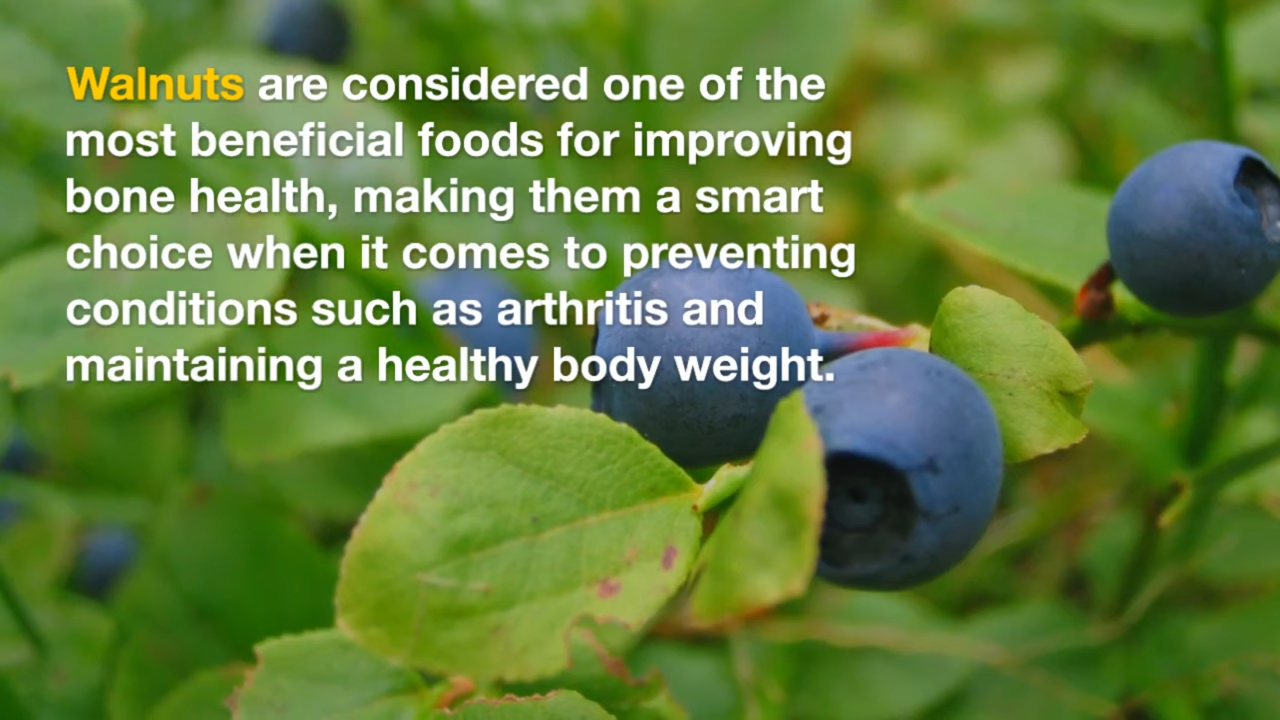 Walnuts are considered one of the
most beneficial foods for improving
bone health, making them a smart
choice when it comes to preventing
conditions such as arthritis and
maintaining a healthy body weight.